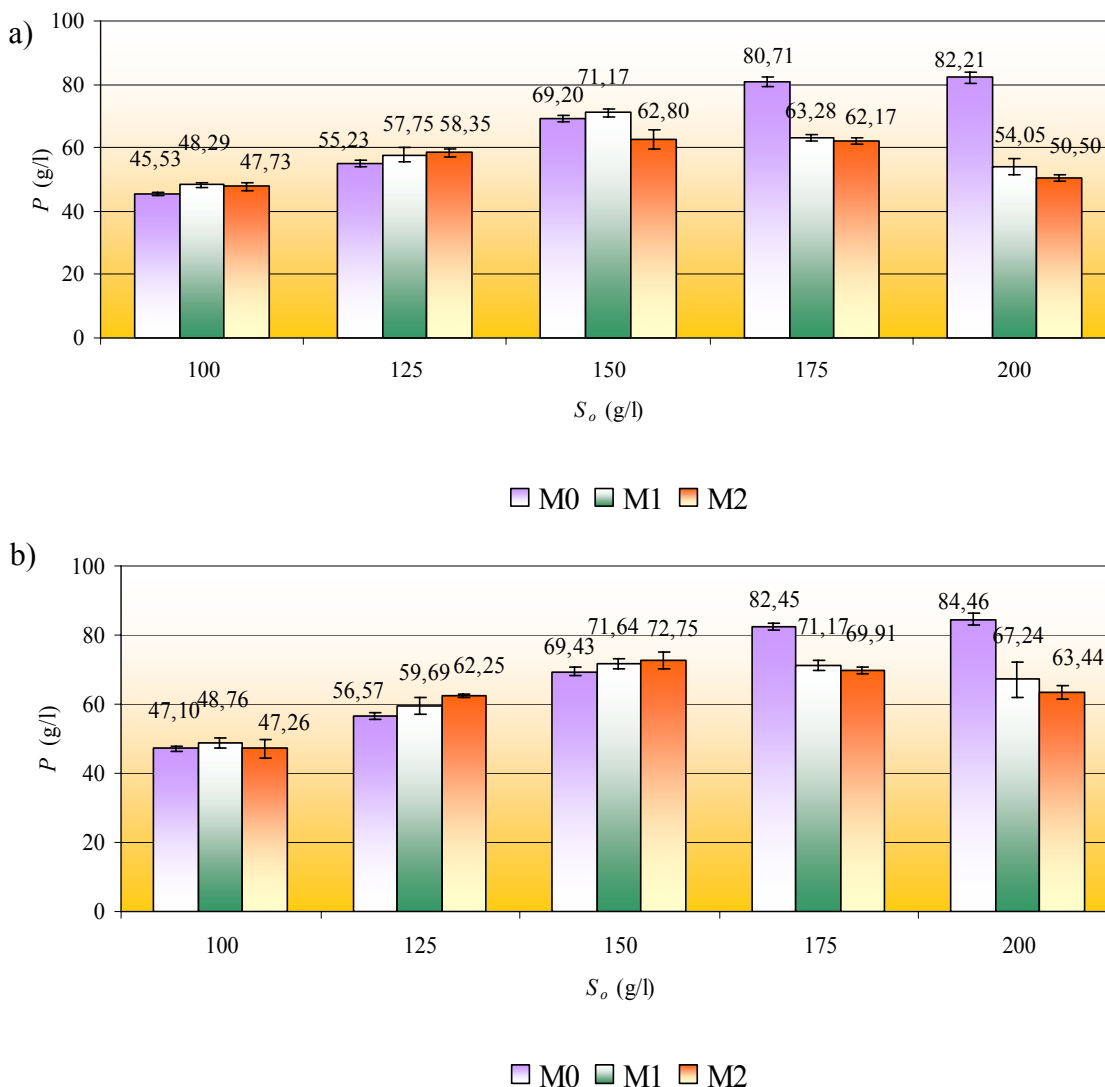 a)
100
80
60
40
20
0
P (g/l)
45,53 48,29 47,73
55,23 57,75 58,35
69,20 71,17 62,80
80,71 63,28 62,17
82,21 54,05 50,50
100 125 150 175 200
S_o (g/l)
M0 M1 M2
b)
100
80
60
40
20
0
P (g/l)
47,10 48,76 47,26
56,57 59,69 62,25
69,43 71,64 72,75
82,45 71,17 69,91
84,46 67,24 63,44
100 125 150 175 200
S_o (g/l)
M0 M1 M2